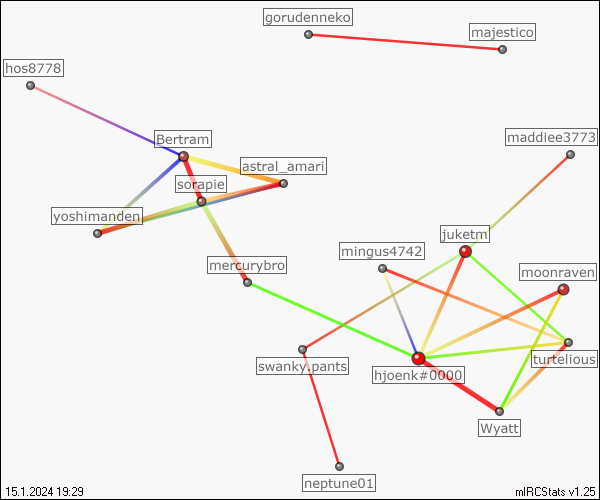 gorudenneko
majestico
hos8778
Bertram
maddiee3773
astral_amari
sorapie
yoshimanden
juketm
mingus4742
mercurybro
moonraven
turtelious
swanky.pants
hjoenk#0000
Wyatt
neptune01
15.1.2024 19:29
mIRCStats v1.25